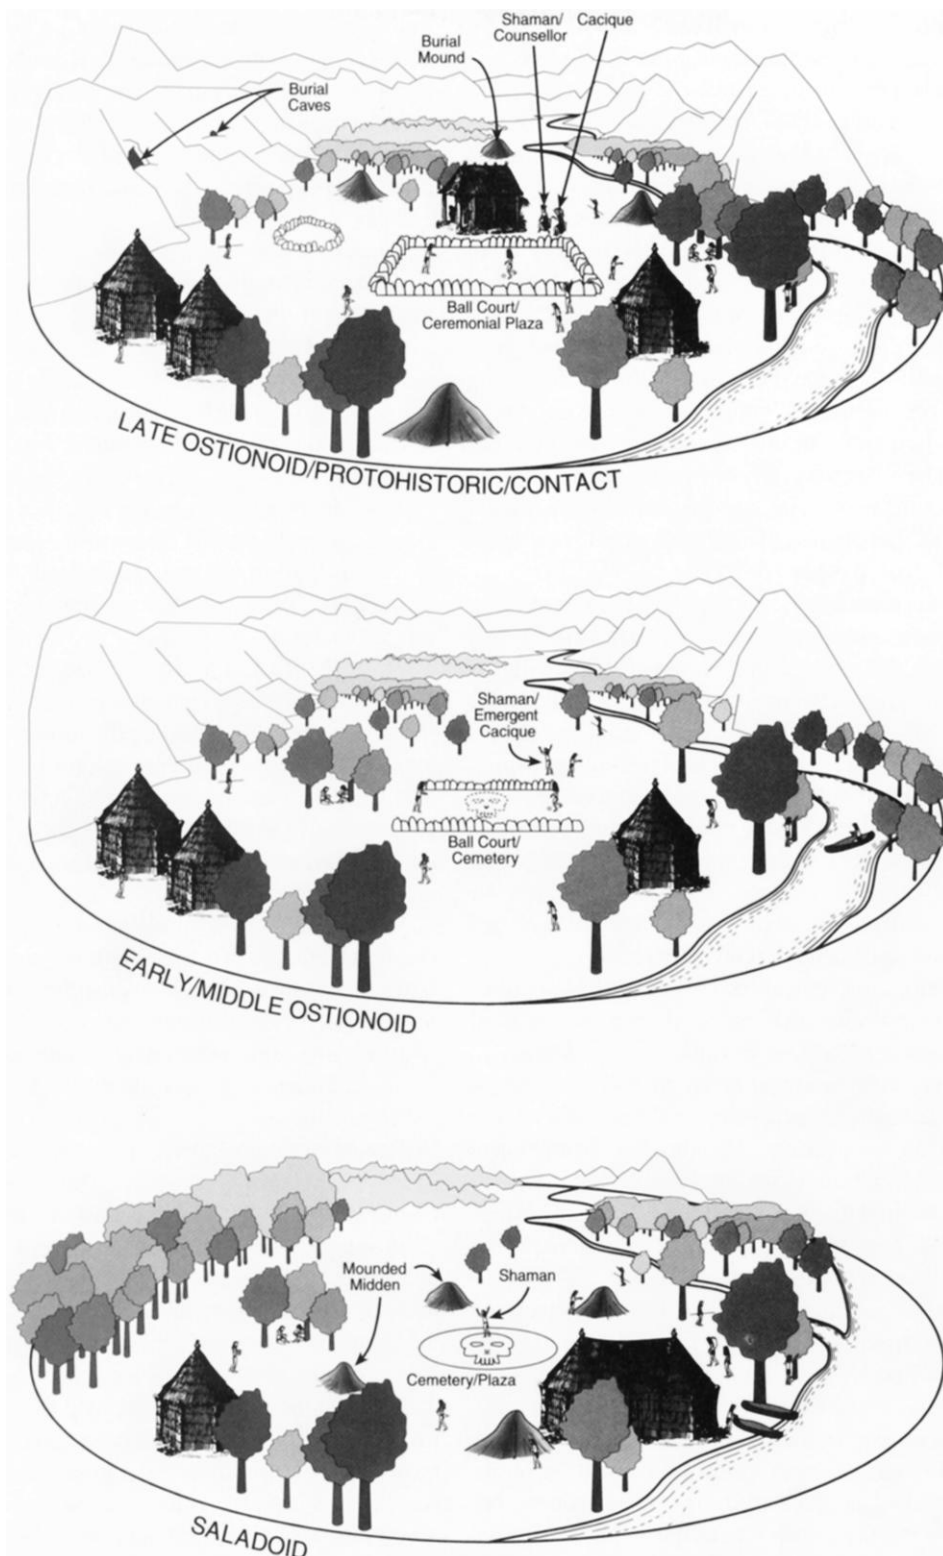 Shaman/
Counsellor
Cacique
Burial
Mound
Burial
Caves
Ball Court/
Ceremonial Plaza
LATE OSTIONOID/PROTOHISTORIC/CONTACT
Shaman/
Emergent
Cacique
Ball Court/
Cemetery
EARLY/MIDDLE OSTIONOID
Mounded
Midden
Shaman
Cemetery/Plaza
SALADOID